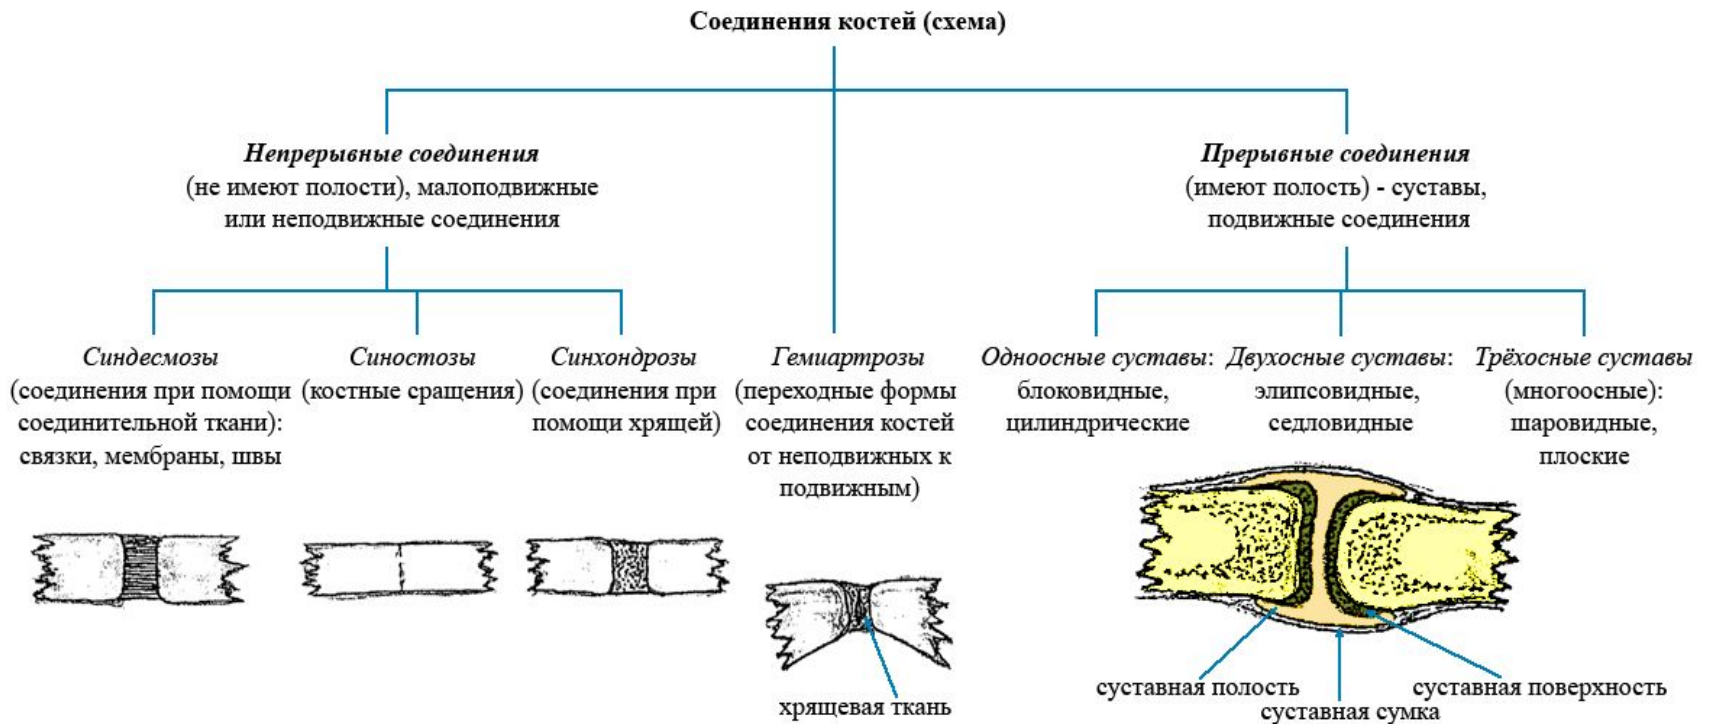 Соединения костей (схема)
Непрерывные соединения
(не имеют полости), малоподвижные
или неподвижные соединения
Прерывные соединения
(имеют полость) - суставы,
подвижные соединения
Синдесмозы
(соединения при помощи
соединительной ткани):
связки, мембраны, швы
Синостозы
(костные сращения)
Синхондрозы
(соединения при
помощи хрящей)
Гемиартрозы
(переходные формы
соединения костей
от неподвижных к
подвижным)
Одноосные суставы:
блоковидные,
цилиндрические
Двухосные суставы:
элипсовидные,
седловидные
Трёхосные суставы
(многоосные):
шаровидные,
плоские
хрящевая ткань
суставная полость
суставная сумка
суставная поверхность